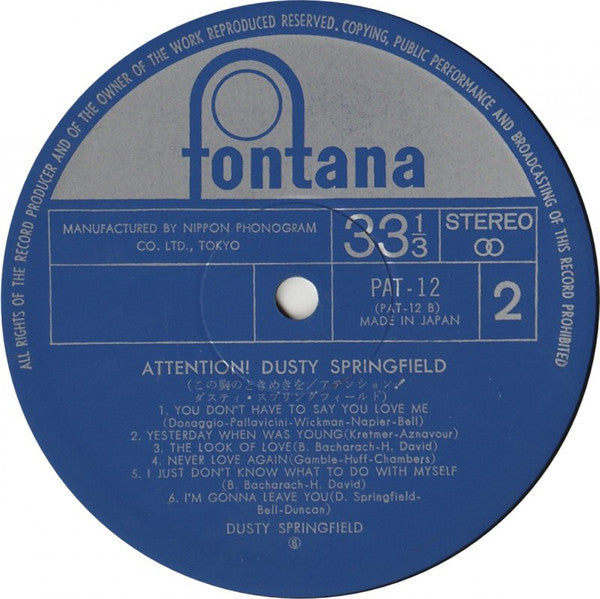 ALL RIGHTS OF THE RECORD PRODUCER AND OF THE OWNER OF THE WORK REPRODUCED RESERVED. COPYING, PUBLIC PERFORMANCE AND BROADCASTING OF THIS RECORD PROHIBITED
fontana
MANUFACTURED BY NIPPON PHONOGRAM
CO. LTD., TOKYO
33 1/3
STEREO
PAT-12
(PAT-12 B)
MADE IN JAPAN
2
ATTENTION! DUSTY SPRINGFIELD
(この胸のときめきを/アテンション!
ダスティ・スプリングフィールド)
1. YOU DON'T HAVE TO SAY YOU LOVE ME
(Donaggio-Pallavicini-Wickman-Napier-Bell)
2. YESTERDAY WHEN WAS YOUNG(Kretmer-Aznavour)
3. THE LOOK OF LOVE(B. Bacharach-H. David)
4. NEVER LOVE AGAIN(Gamble-Huff-Chambers)
5. I JUST DON'T KNOW WHAT TO DO WITH MYSELF
(B. Bacharach-H. David)
6. I'M GONNA LEAVE YOU(D. Springfield-
Bell-Duncan)
DUSTY SPRINGFIELD